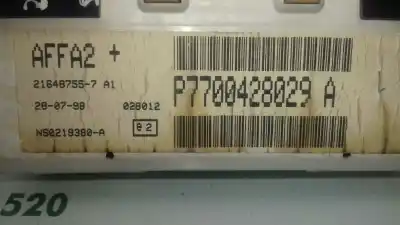 AFFA2 +
21648755-7 A1
P7700428029 A
28-07-98 028012
NS0219380-A 82
520